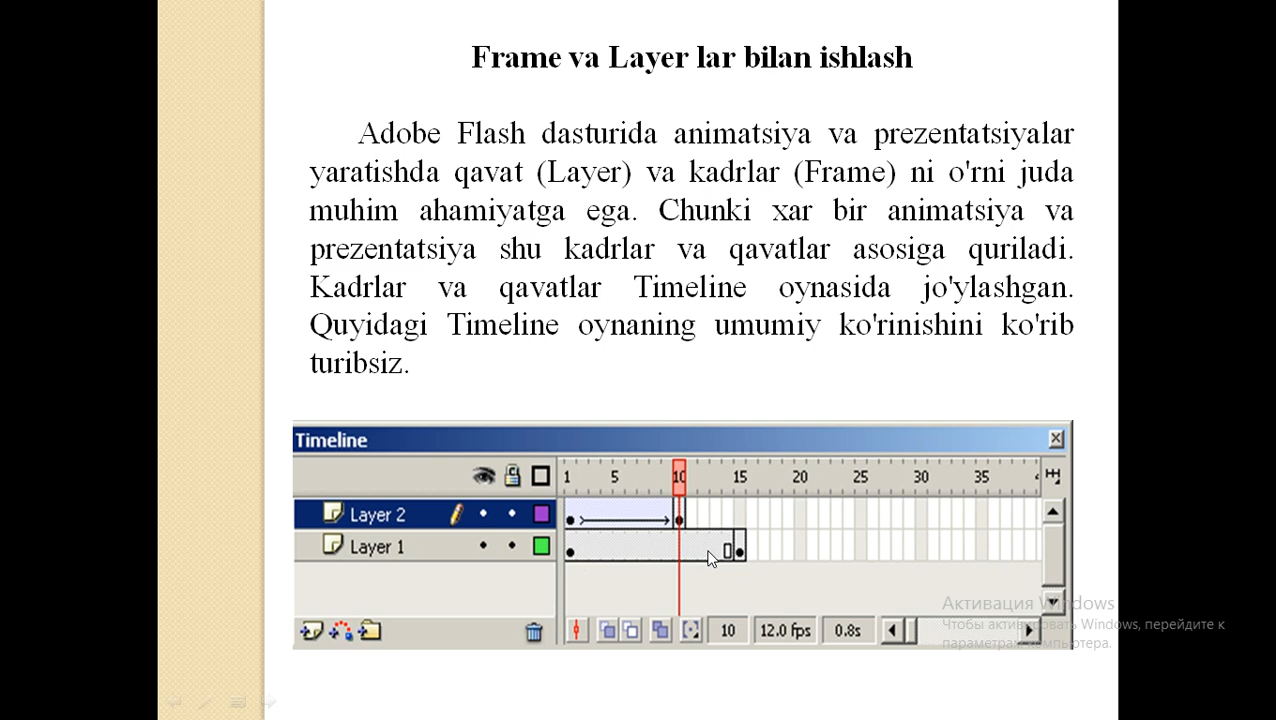 Frame va Layer lar bilan ishlash
Adobe Flash dasturida animatsiya va prezentatsiyalar
yaratishda qavat (Layer) va kadrlar (Frame) ni o'rni juda
muhim ahamiyatga ega. Chunki xar bir animatsiya va
prezentatsiya shu kadrlar va qavatlar asosiga quriladi.
Kadrlar va qavatlar Timeline oynasida jo'ylashgan.
Quyidagi Timeline oynaning umumiy ko'rinishini ko'rib
turibsiz.
Timeline
1 5 10 15 20 25 30 35
Layer 2
Layer 1
10 12.0 fps 0.8s
Активация Windows
Чтобы активировать Windows, перейдите к
параметрам компьютера.